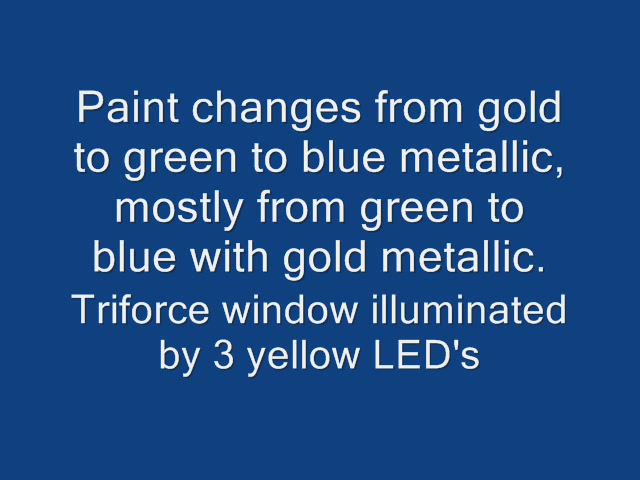 Paint changes from gold
to green to blue metallic,
mostly from green to
blue with gold metallic.
Triforce window illuminated
by 3 yellow LED's